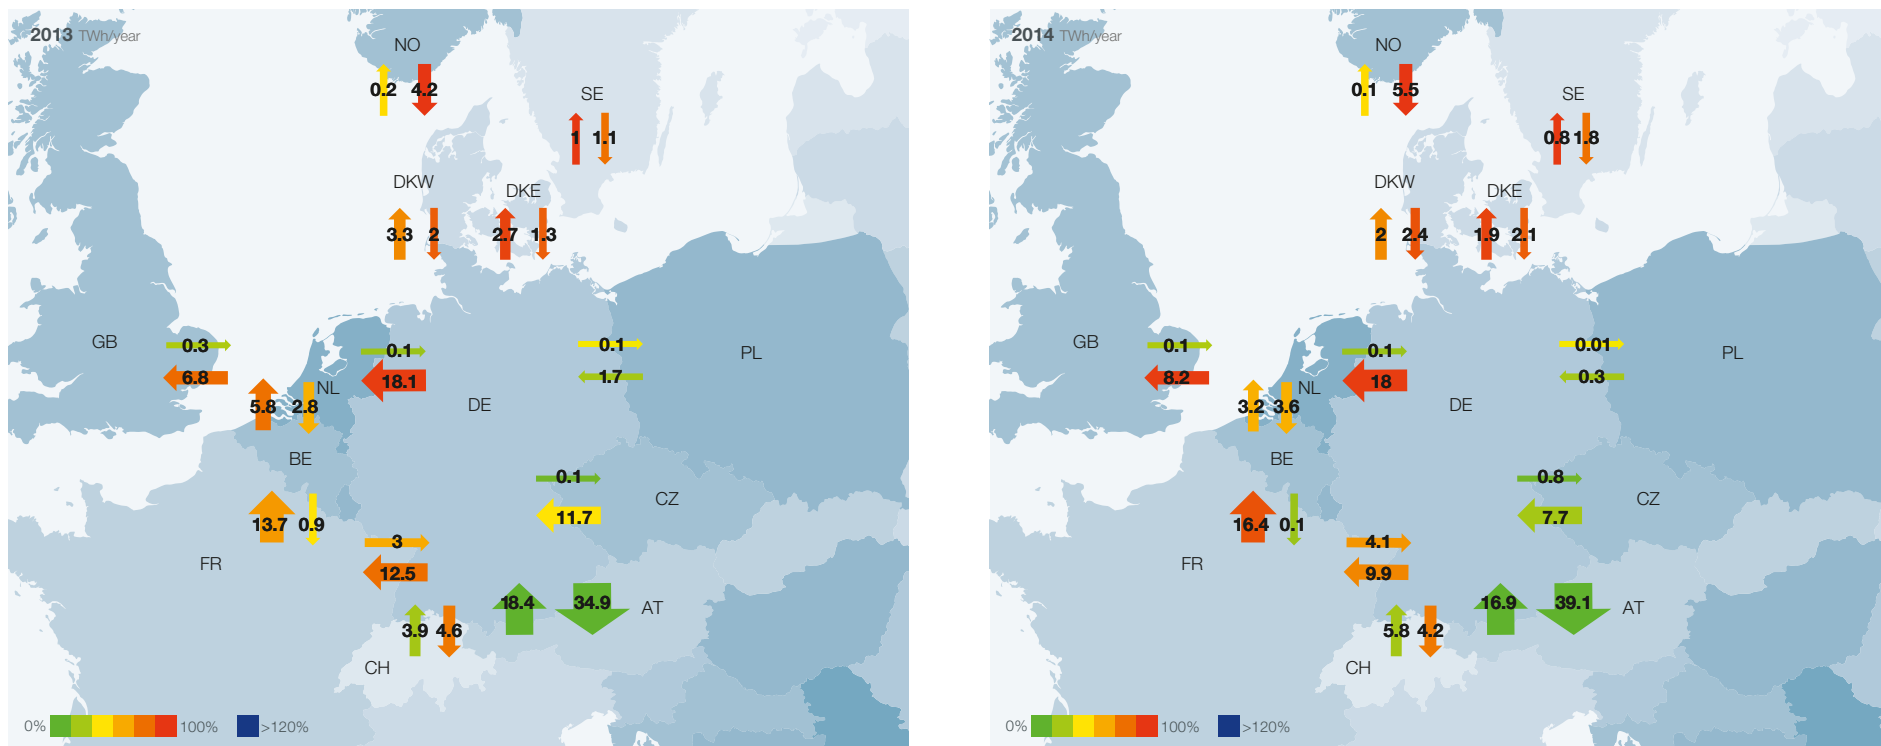 2013 TWh/year
NO
0.2 4.2
SE
1 1.1
DKW
DKE
3.3 2 2.7 1.3
GB
0.3
6.8
0.1
18.1
NL
5.8 2.8
0.1
1.7
PL
DE
BE
13.7 0.9
0.1
11.7
CZ
FR
3
12.5
18.4 34.9
AT
3.9 4.6
CH
0% 100% >120%
2014 TWh/year
NO
0.1 5.5
SE
0.8 1.8
DKW
DKE
2 2.4 1.9 2.1
GB
0.1
8.2
0.1
18
NL
3.2 3.6
0.01
0.3
PL
DE
BE
16.4 0.1
0.8
7.7
CZ
FR
4.1
9.9
16.9 39.1
AT
5.8 4.2
CH
0% 100% >120%